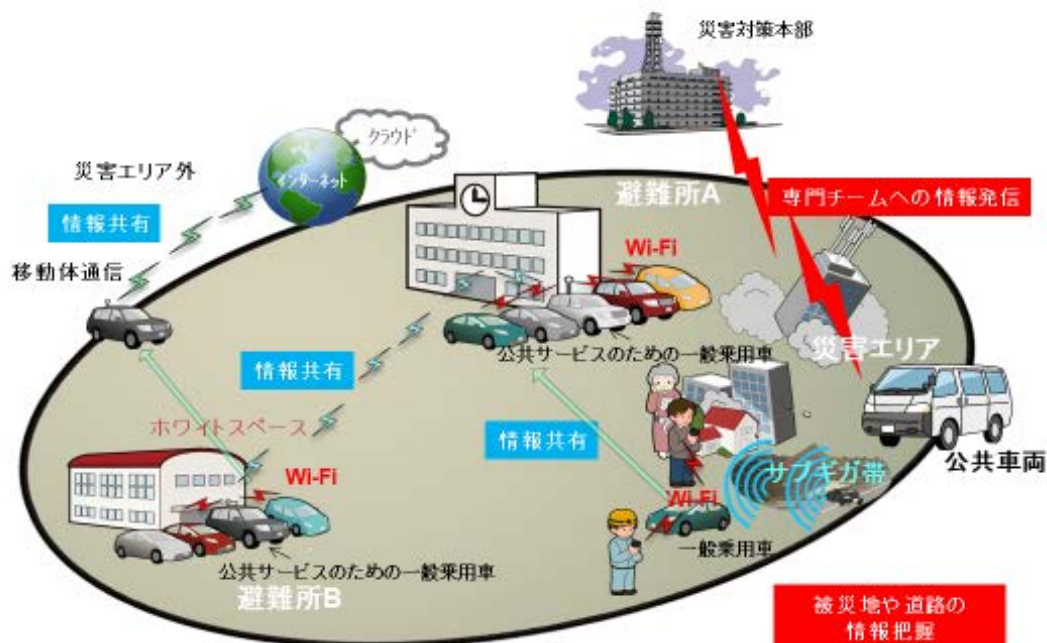 災害対策本部
クラウド
災害エリア外
インターネット
避難所A
専門チームへの情報発信
情報共有
Wi-Fi
移動体通信
災害エリア
公共サービスのための一般乗用車
情報共有
ホワイトスペース
情報共有
公共車両
サブギガ帯
Wi-Fi
Wi-Fi
一般乗用車
公共サービスのための一般乗用車
避難所B
被災地や道路の
情報把握